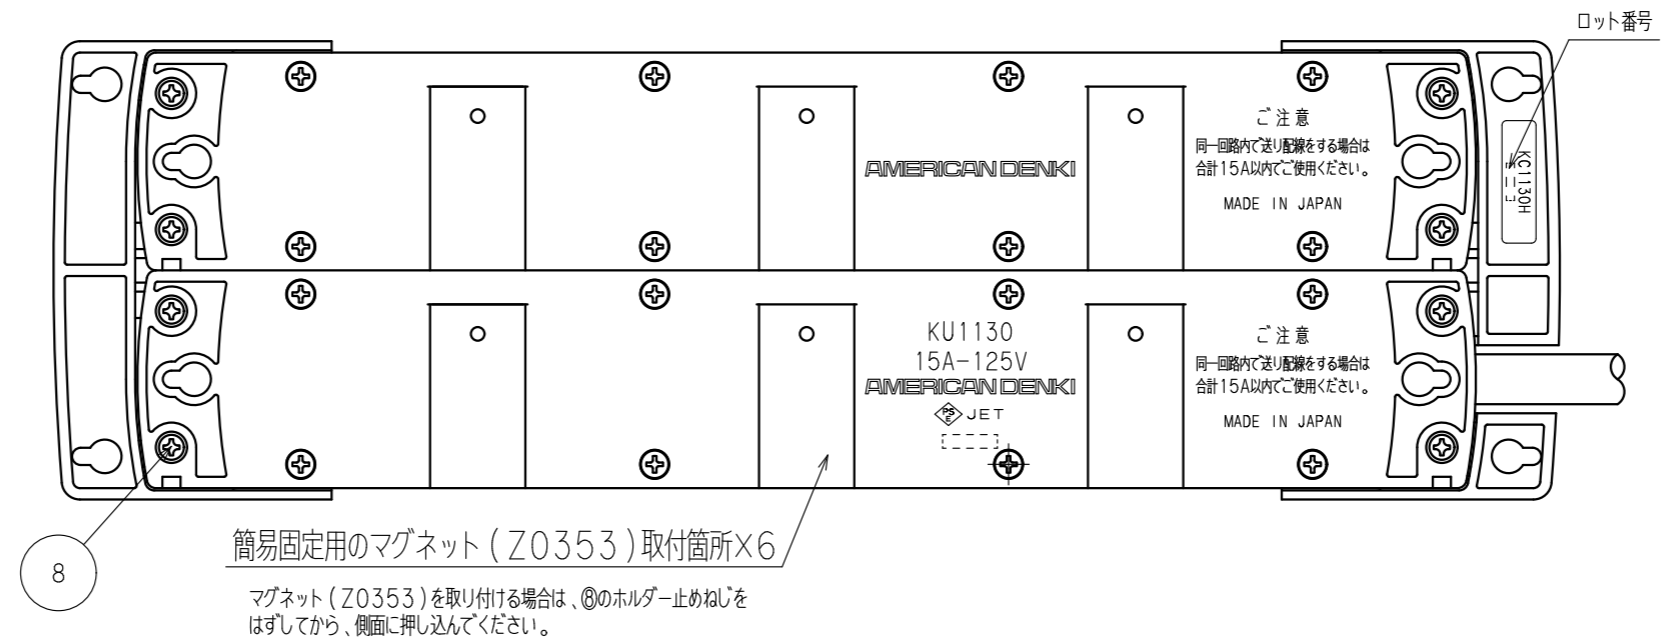 ロット番号
ご注意
同一回路内で送り配線をする場合は
合計15A以内でご使用ください。
MADE IN JAPAN
AMERICAN DENKI
KC1130H
KU1130
15A-125V
AMERICAN DENKI
PS
E
JET
ご注意
同一回路内で送り配線をする場合は
合計15A以内でご使用ください。
MADE IN JAPAN
簡易固定用のマグネット(Z0353)取付箇所×6
8
マグネット(Z0353)を取り付ける場合は、⑧のホルダー止めねじを
はずしてから、側面に押し込んでください。